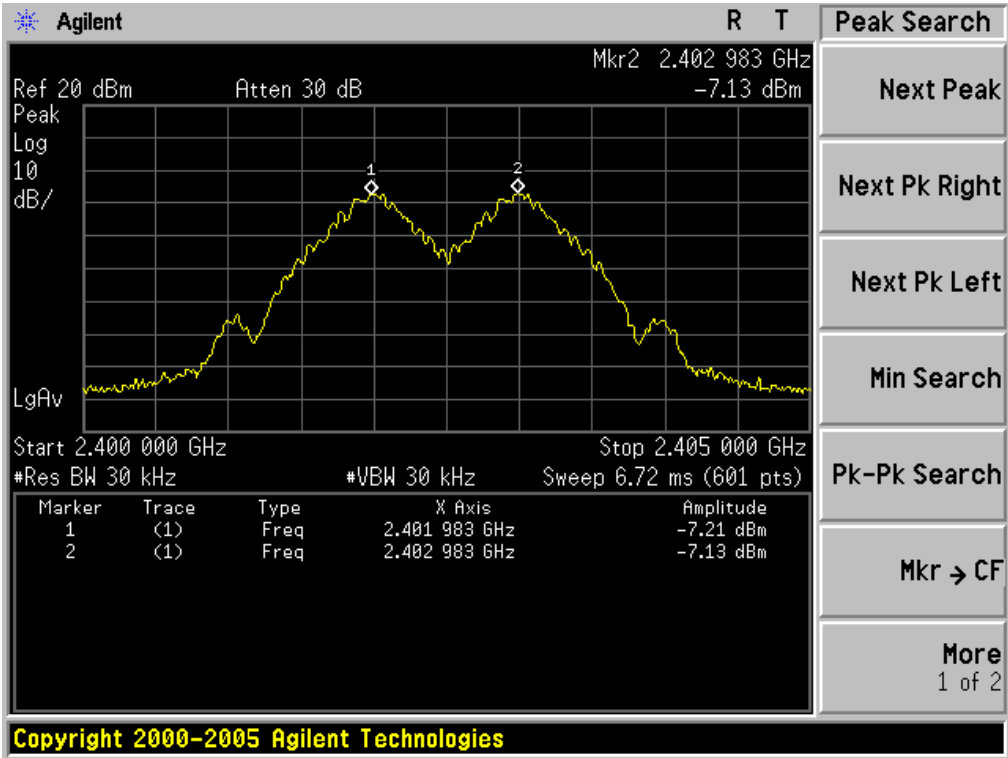 Agilent
R T
Peak Search
Mkr2 2.402 983 GHz
Ref 20 dBm
Atten 30 dB
-7.13 dBm
Peak
Log
10
dB/
1
2
LgAv
Start 2.400 000 GHz
Stop 2.405 000 GHz
#Res BW 30 kHz
#VBW 30 kHz
Sweep 6.72 ms (601 pts)
Marker Trace Type X Axis Amplitude
1 (1) Freq 2.401 983 GHz -7.21 dBm
2 (1) Freq 2.402 983 GHz -7.13 dBm
Next Peak
Next Pk Right
Next Pk Left
Min Search
Pk-Pk Search
Mkr → CF
More
1 of 2
Copyright 2000-2005 Agilent Technologies